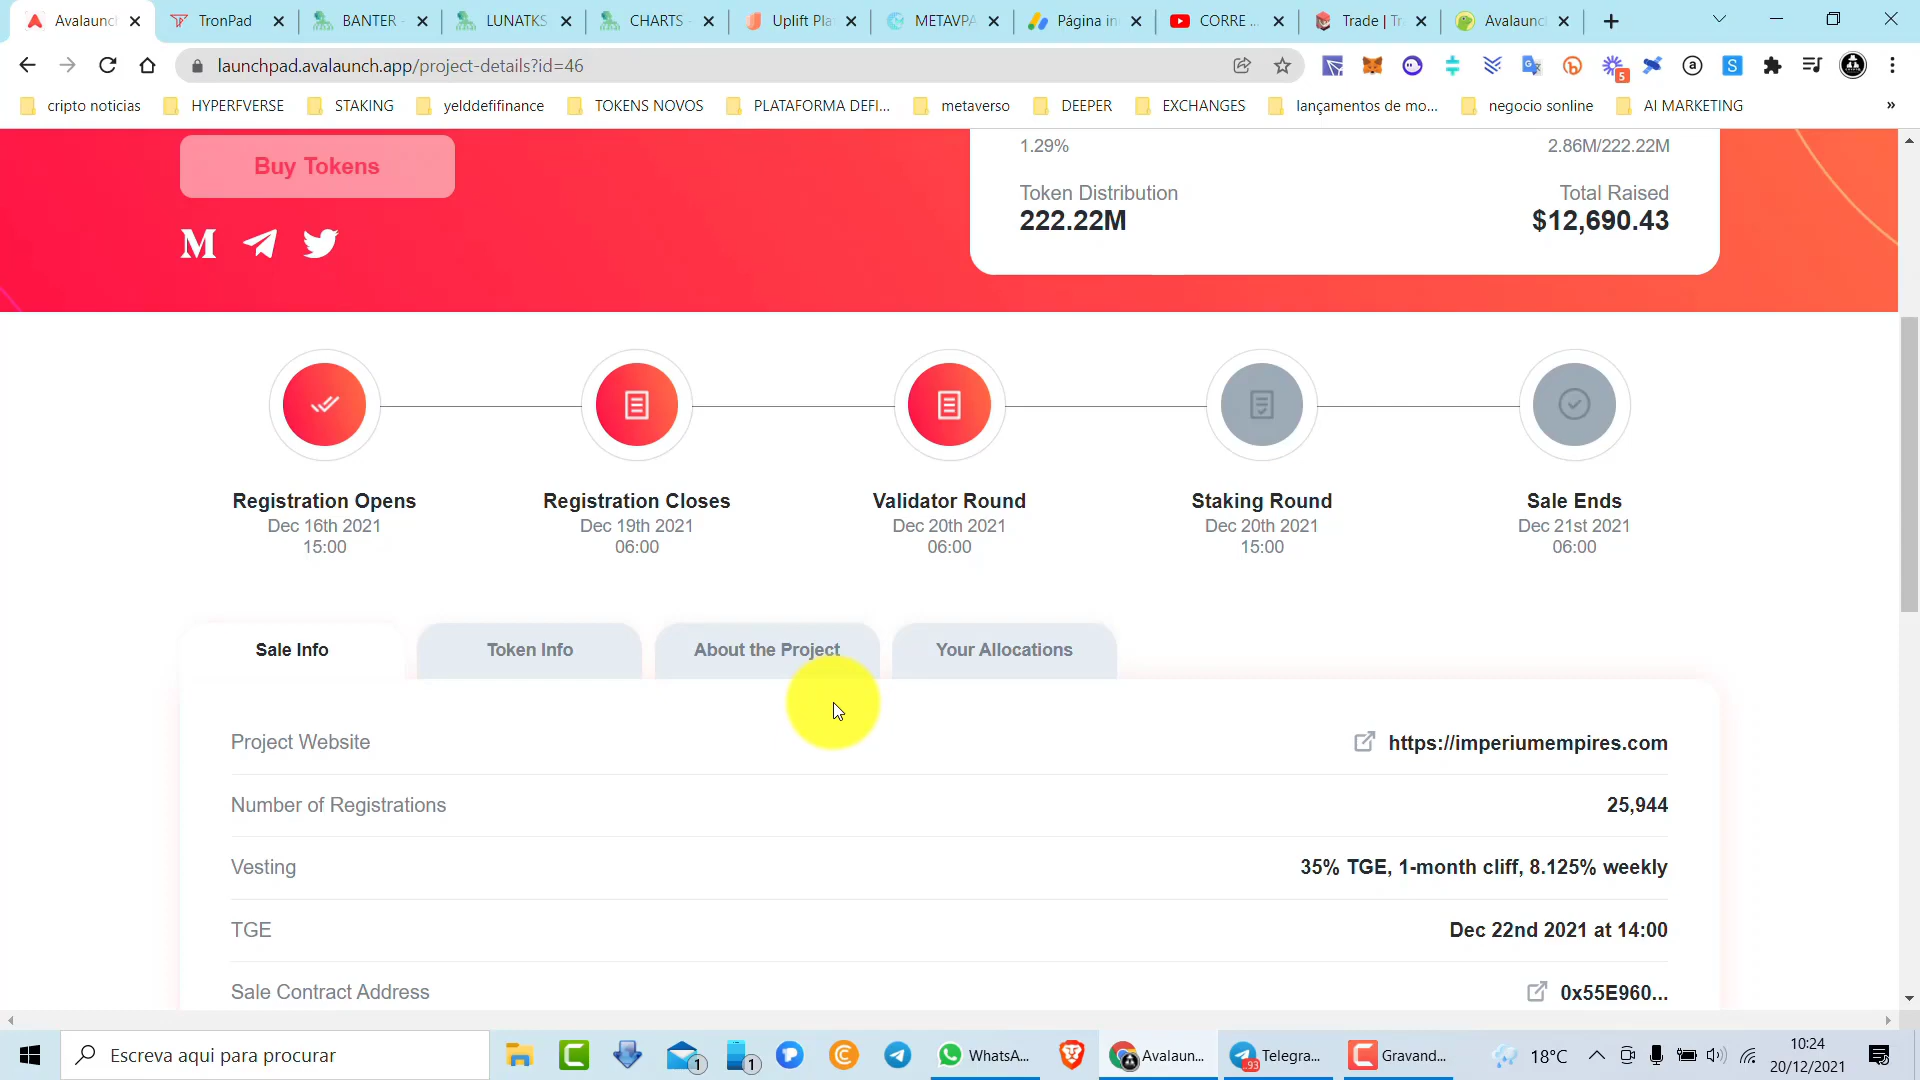 Avalaunc
TronPad
BANTER -
LUNATKS
CHARTS -
Uplift Pla
METAVPA
Página in
CORRE ...
Trade | Tr
Avalaunc
launchpad.avalaunch.app/project-details?id=46
5
cripto noticias
HYPERFVERSE
STAKING
yelddefifinance
TOKENS NOVOS
PLATAFORMA DEFI...
metaverso
DEEPER
EXCHANGES
lançamentos de mo...
negocio sonline
AI MARKETING
»
Buy Tokens
1.29%
2.86M/222.22M
Token Distribution
Total Raised
222.22M
$12,690.43
Registration Opens
Dec 16th 2021
15:00
Registration Closes
Dec 19th 2021
06:00
Validator Round
Dec 20th 2021
06:00
Staking Round
Dec 20th 2021
15:00
Sale Ends
Dec 21st 2021
06:00
Sale Info
Token Info
About the Project
Your Allocations
Project Website
https://imperiumempires.com
Number of Registrations
25,944
Vesting
35% TGE, 1-month cliff, 8.125% weekly
TGE
Dec 22nd 2021 at 14:00
Sale Contract Address
0x55E960...
Escreva aqui para procurar
1
1
WhatsA...
Avalaun...
93
Telegra...
Gravand...
18°C
10:24
20/12/2021